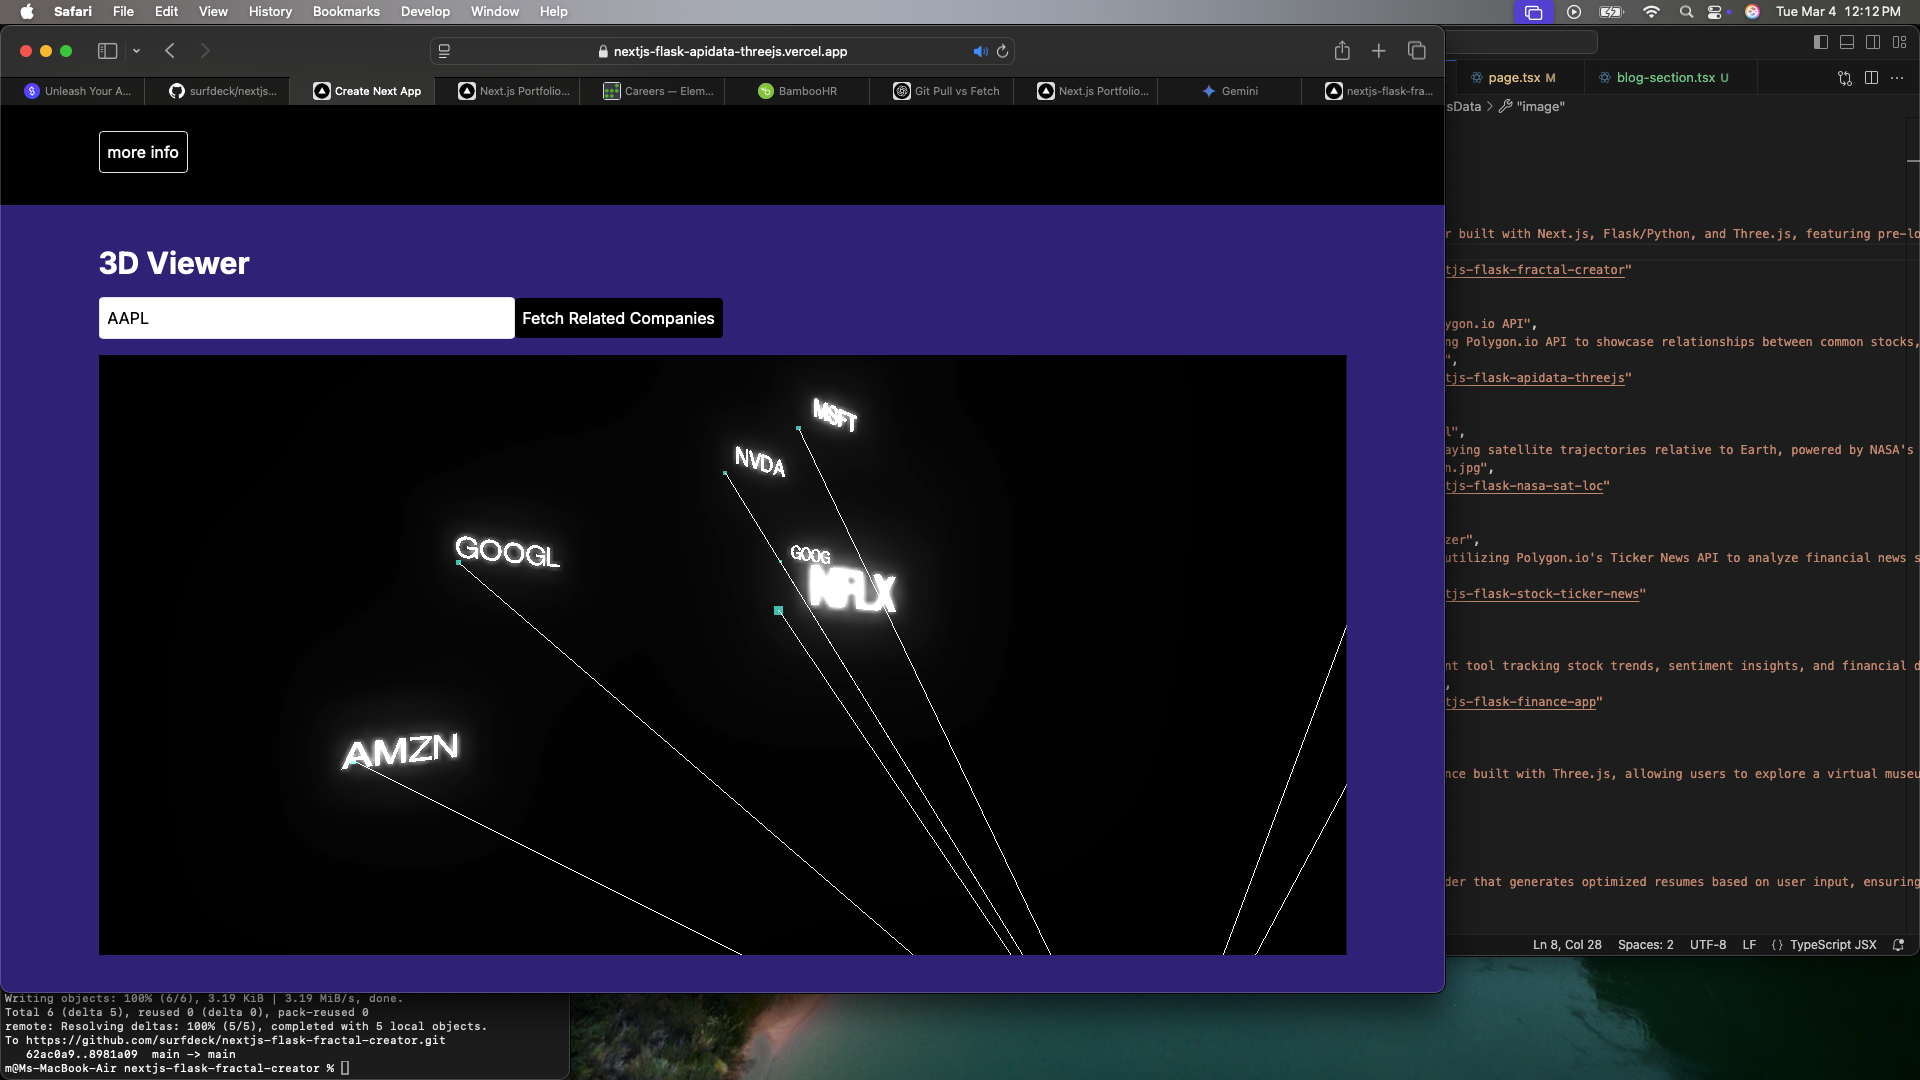 Safari File Edit View History Bookmarks Develop Window Help
Tue Mar 4 12:12 PM
nextjs-flask-apidata-threejs.vercel.app
Unleash Your A...
surfdeck/nextjs...
Create Next App
Next.js Portfolio...
Careers — Elem...
BambooHR
Git Pull vs Fetch
Next.js Portfolio...
Gemini
nextjs-flask-fra...
more info
3D Viewer
AAPL
Fetch Related Companies
MSFT
NVDA
GOOGL
GOOG
NFLX
AMZN
page.tsx M
blog-section.tsx U
sData > "image"
r built with Next.js, Flask/Python, and Three.js, featuring pre-lo
tjs-flask-fractal-creator"
ygon.io API",
ng Polygon.io API to showcase relationships between common stocks,
",
tjs-flask-apidata-threejs"
l",
aying satellite trajectories relative to Earth, powered by NASA's
n.jpg",
tjs-flask-nasa-sat-loc"
zer",
utilizing Polygon.io's Ticker News API to analyze financial news s
tjs-flask-stock-ticker-news"
nt tool tracking stock trends, sentiment insights, and financial d
,
tjs-flask-finance-app"
nce built with Three.js, allowing users to explore a virtual museu
der that generates optimized resumes based on user input, ensuring
Ln 8, Col 28 Spaces: 2 UTF-8 LF {} TypeScript JSX
Writing objects: 100% (6/6), 3.19 KiB | 3.19 MiB/s, done.
Total 6 (delta 5), reused 0 (delta 0), pack-reused 0
remote: Resolving deltas: 100% (5/5), completed with 5 local objects.
To https://github.com/surfdeck/nextjs-flask-fractal-creator.git
62ac0a9..8981a09 main -> main
m@Ms-MacBook-Air nextjs-flask-fractal-creator %